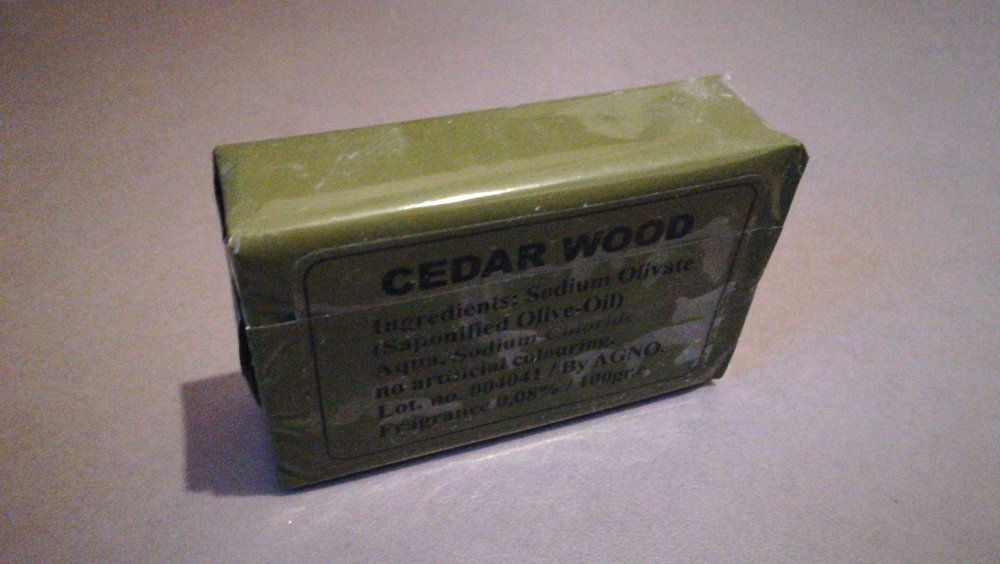 CEDAR WOOD
Ingredients: Sodium Olivate
(Saponified Olive-Oil)
Aqua, Sodium Culoride,
no artificial colouring.
Lot. no. 004041 / By AGNO
Fragrance 0.08% / 100gr.